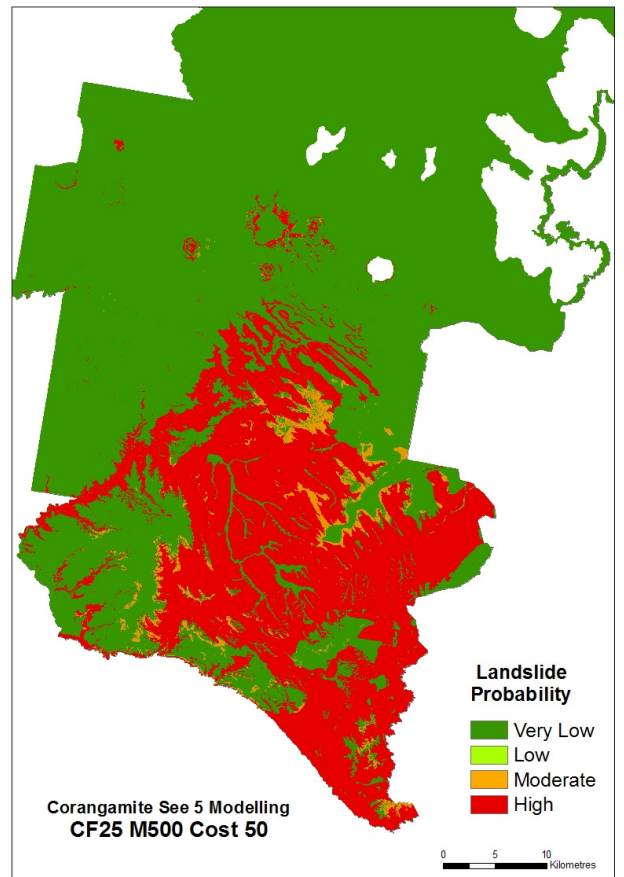 Landslide
Probability
Very Low
Low
Moderate
High
Corangamite See 5 Modelling
CF25 M500 Cost 50
0 5 10
Kilometres